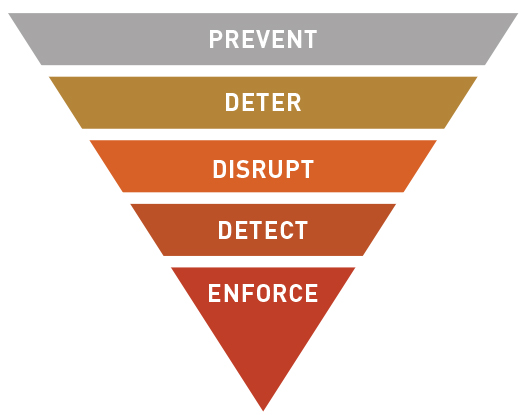 PREVENT
DETER
DISRUPT
DETECT
ENFORCE